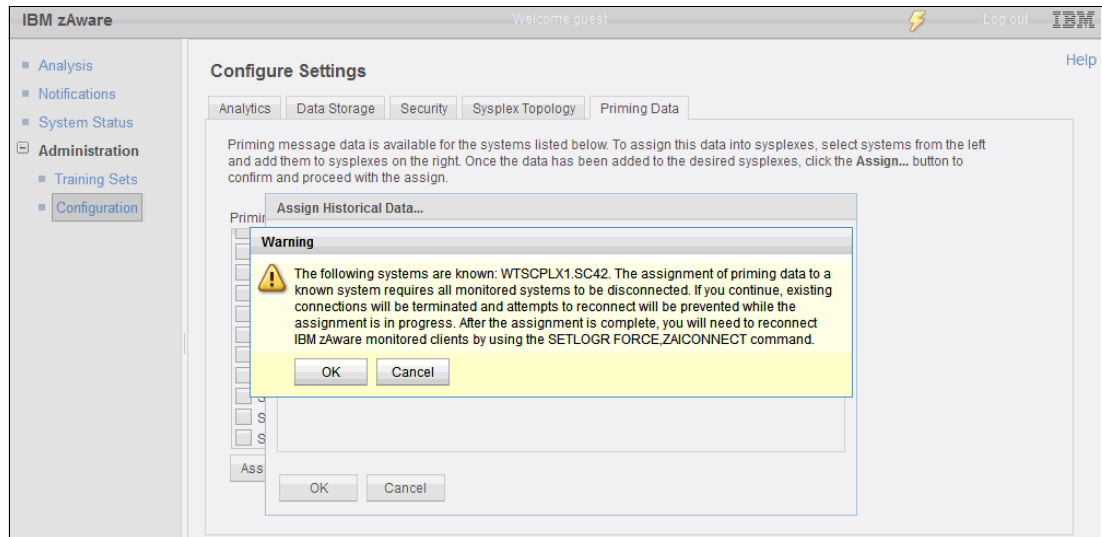 IBM zAware
Welcome guest
Log out
IBM
Analysis
Notifications
System Status
Administration
Training Sets
Configuration
Help
Configure Settings
Analytics
Data Storage
Security
Sysplex Topology
Priming Data
Priming message data is available for the systems listed below. To assign this data into sysplexes, select systems from the left
and add them to sysplexes on the right. Once the data has been added to the desired sysplexes, click the Assign... button to
confirm and proceed with the assign.
Primin
Assign Historical Data...
Warning
The following systems are known: WTSCPLX1.SC42. The assignment of priming data to a
known system requires all monitored systems to be disconnected. If you continue, existing
connections will be terminated and attempts to reconnect will be prevented while the
assignment is in progress. After the assignment is complete, you will need to reconnect
IBM zAware monitored clients by using the SETLOGR FORCE,ZAICONNECT command.
OK
Cancel
S
S
Ass
OK
Cancel